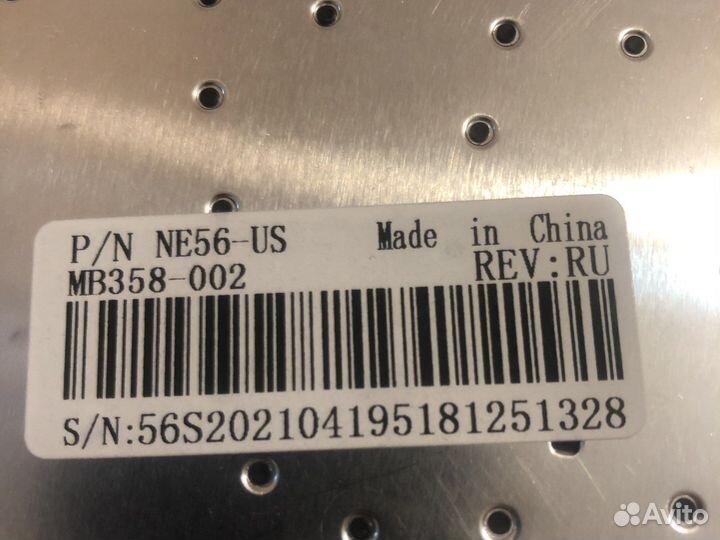 P/N NE56-US Made in China
MB358-002 REV:RU
S/N:56S202104195181251328
Avito